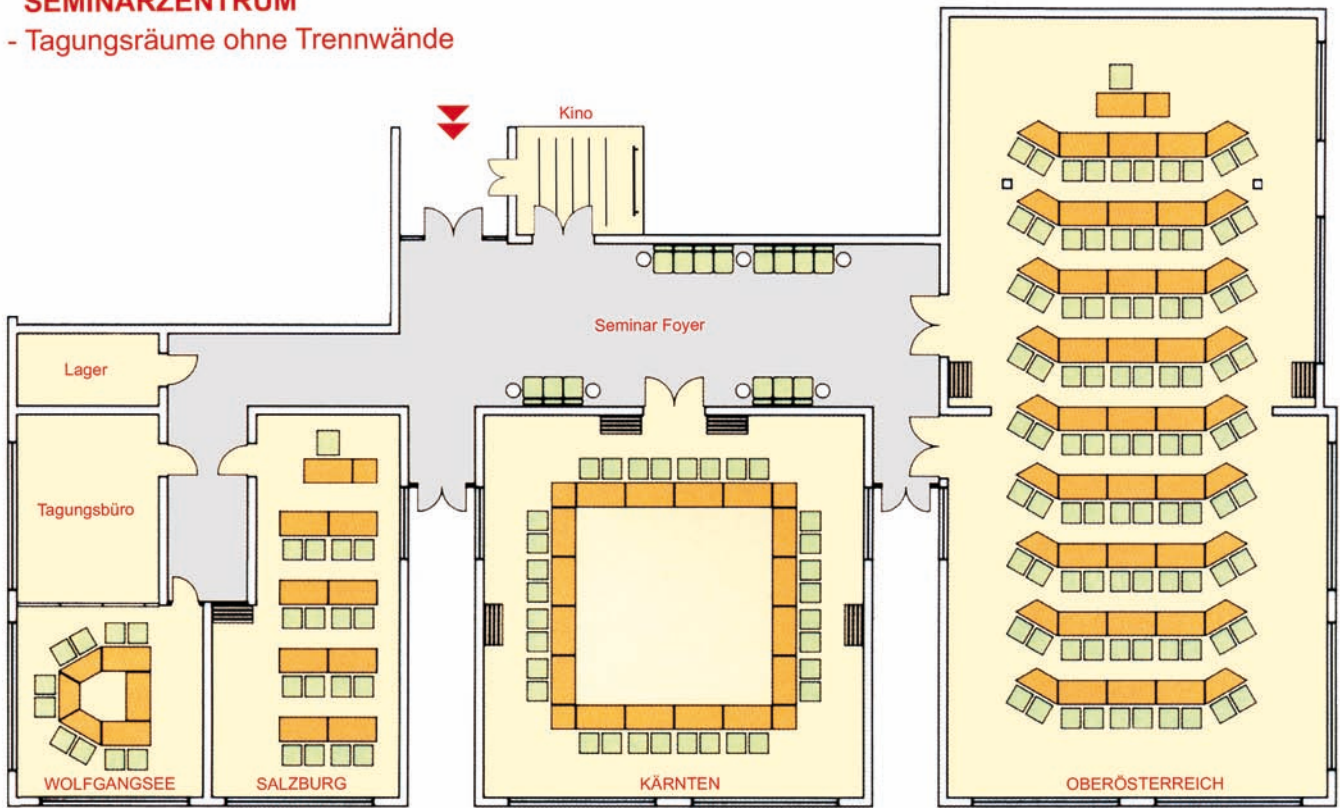 SEMINARZENTRUM
- Tagungsräume ohne Trennwände
Kino
Seminar Foyer
Lager
Tagungsbüro
WOLFGANGSEE
SALZBURG
KÄRNTEN
OBERÖSTERREICH